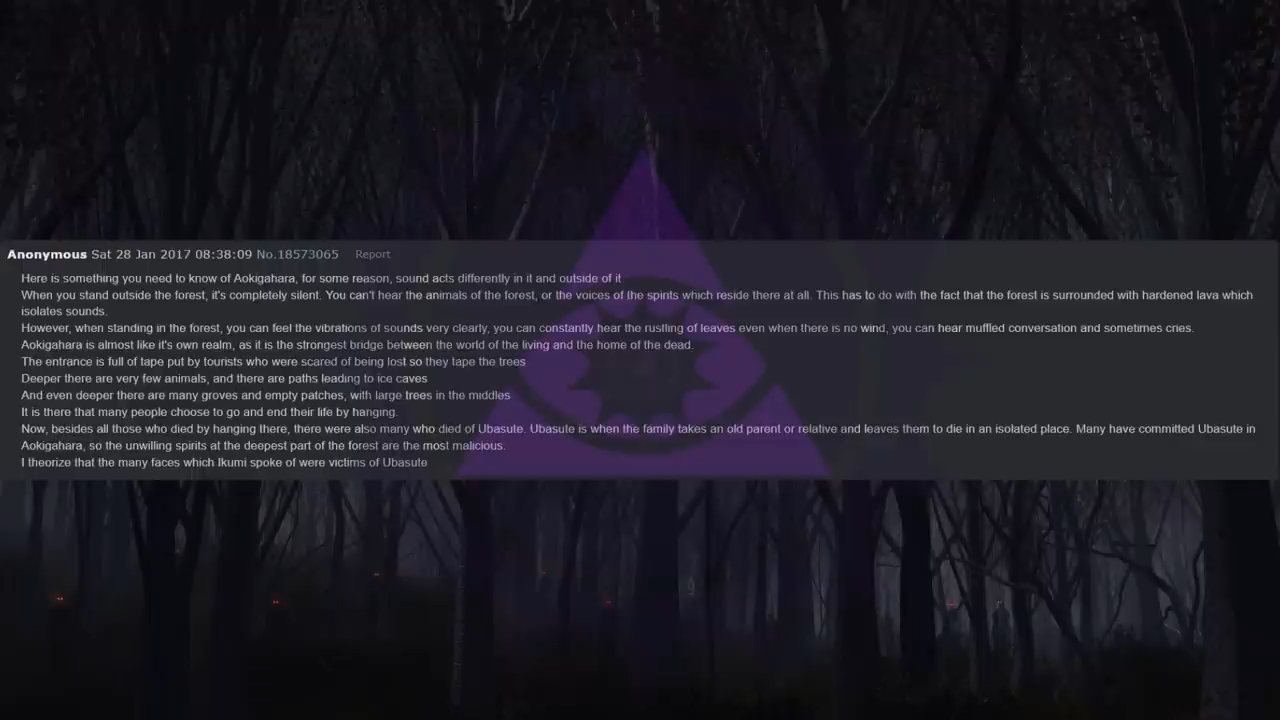 Anonymous Sat 28 Jan 2017 08:38:09 No.18573065 Report
Here is something you need to know of Aokigahara, for some reason, sound acts differently in it and outside of it
When you stand outside the forest, it's completely silent. You can't hear the animals of the forest, or the voices of the spirits which reside there at all. This has to do with the fact that the forest is surrounded with hardened lava which
isolates sounds.
However, when standing in the forest, you can feel the vibrations of sounds very clearly, you can constantly hear the rustling of leaves even when there is no wind, you can hear muffled conversation and sometimes cries.
Aokigahara is almost like it's own realm, as it is the strongest bridge between the world of the living and the home of the dead.
The entrance is full of tape put by tourists who were scared of being lost so they tape the trees
Deeper there are very few animals, and there are paths leading to ice caves
And even deeper there are many groves and empty patches, with large trees in the middles
It is there that many people choose to go and end their life by hanging.
Now, besides all those who died by hanging there, there were also many who died of Ubasute. Ubasute is when the family takes an old parent or relative and leaves them to die in an isolated place. Many have committed Ubasute in
Aokigahara, so the unwilling spirits at the deepest part of the forest are the most malicious.
I theorize that the many faces which Ikumi spoke of were victims of Ubasute